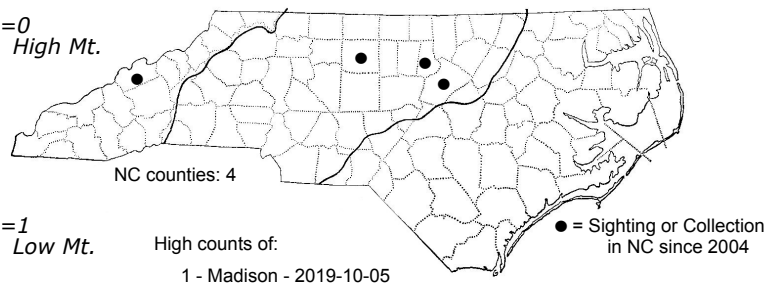 =0
High Mt.
NC counties: 4
=1
Low Mt.
High counts of:
1 - Madison - 2019-10-05
● = Sighting or Collection
in NC since 2004